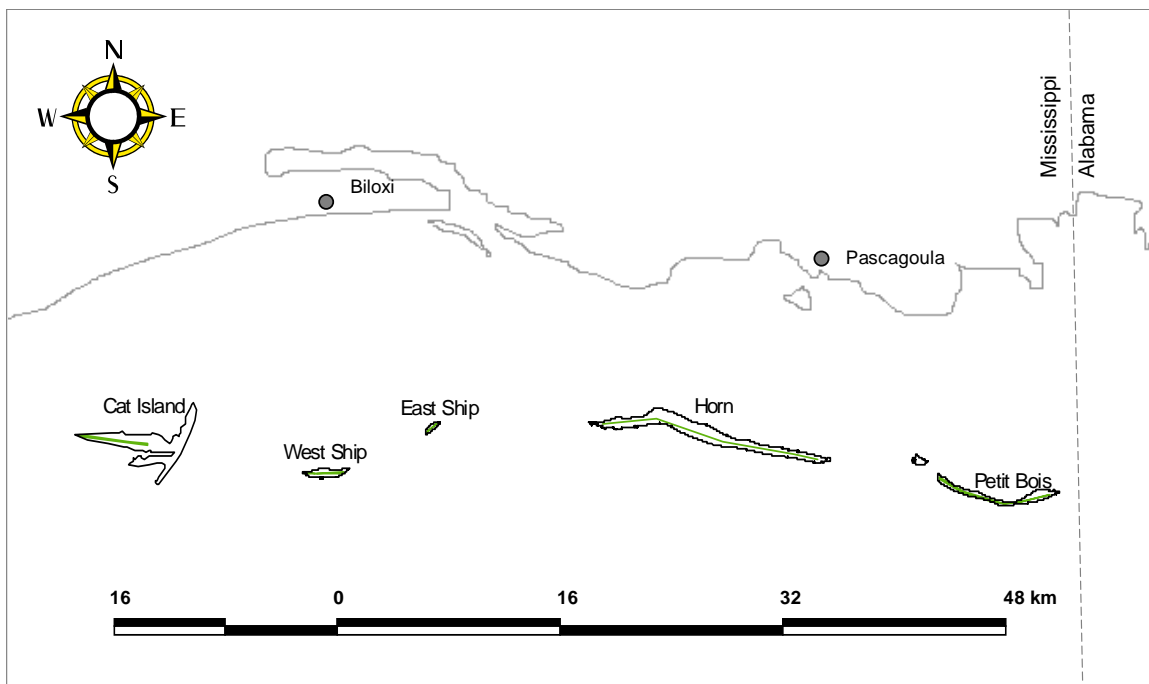 N
W E
S
Mississippi
Alabama
Biloxi
Pascagoula
Cat Island
East Ship
Horn
West Ship
Petit Bois
16 0 16 32 48 km